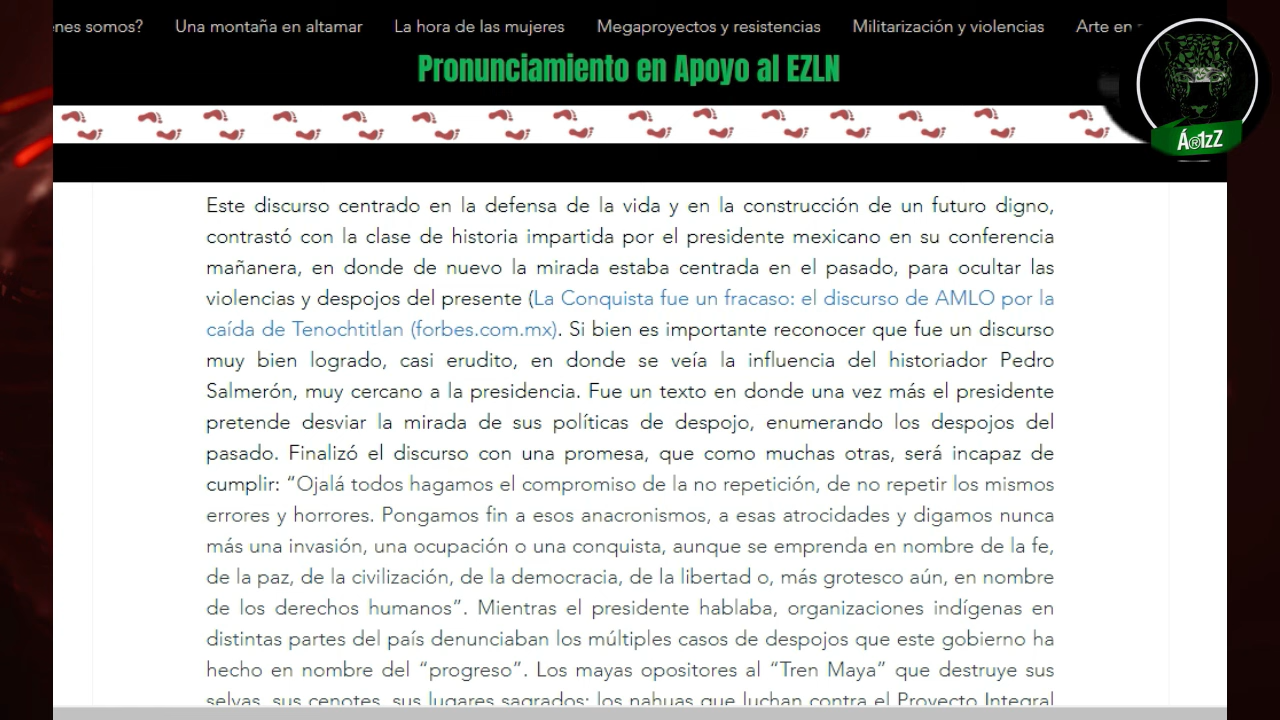 enes somos? Una montaña en altamar La hora de las mujeres Megaproyectos y resistencias Militarización y violencias Arte en
Pronunciamiento en Apoyo al EZLN
Á®1zZ
Este discurso centrado en la defensa de la vida y en la construcción de un futuro digno,
contrastó con la clase de historia impartida por el presidente mexicano en su conferencia
mañanera, en donde de nuevo la mirada estaba centrada en el pasado, para ocultar las
violencias y despojos del presente (La Conquista fue un fracaso: el discurso de AMLO por la
caída de Tenochtitlan (forbes.com.mx). Si bien es importante reconocer que fue un discurso
muy bien logrado, casi erudito, en donde se veía la influencia del historiador Pedro
Salmerón, muy cercano a la presidencia. Fue un texto en donde una vez más el presidente
pretende desviar la mirada de sus políticas de despojo, enumerando los despojos del
pasado. Finalizó el discurso con una promesa, que como muchas otras, será incapaz de
cumplir: “Ojalá todos hagamos el compromiso de la no repetición, de no repetir los mismos
errores y horrores. Pongamos fin a esos anacronismos, a esas atrocidades y digamos nunca
más una invasión, una ocupación o una conquista, aunque se emprenda en nombre de la fe,
de la paz, de la civilización, de la democracia, de la libertad o, más grotesco aún, en nombre
de los derechos humanos”. Mientras el presidente hablaba, organizaciones indígenas en
distintas partes del país denunciaban los múltiples casos de despojos que este gobierno ha
hecho en nombre del “progreso”. Los mayas opositores al “Tren Maya” que destruye sus
selvas, sus cenotes, sus lugares sagrados; los nahuas que luchan contra el Proyecto Integral